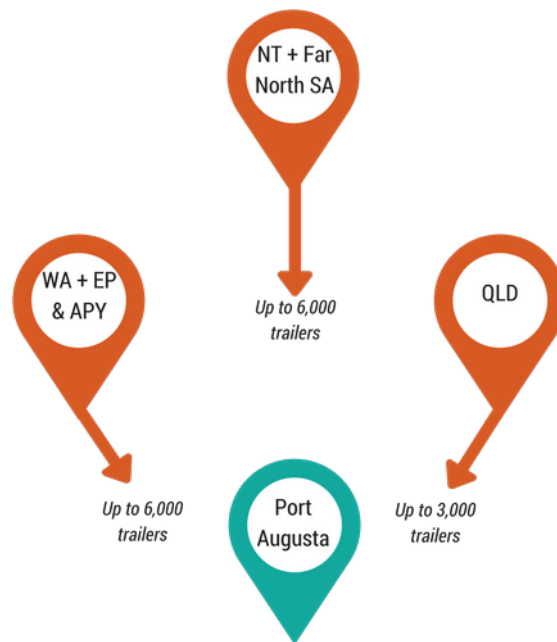 NT + Far
North SA
Up to 6,000
trailers
WA + EP
& APY
QLD
Up to 6,000
trailers
Port
Augusta
Up to 3,000
trailers